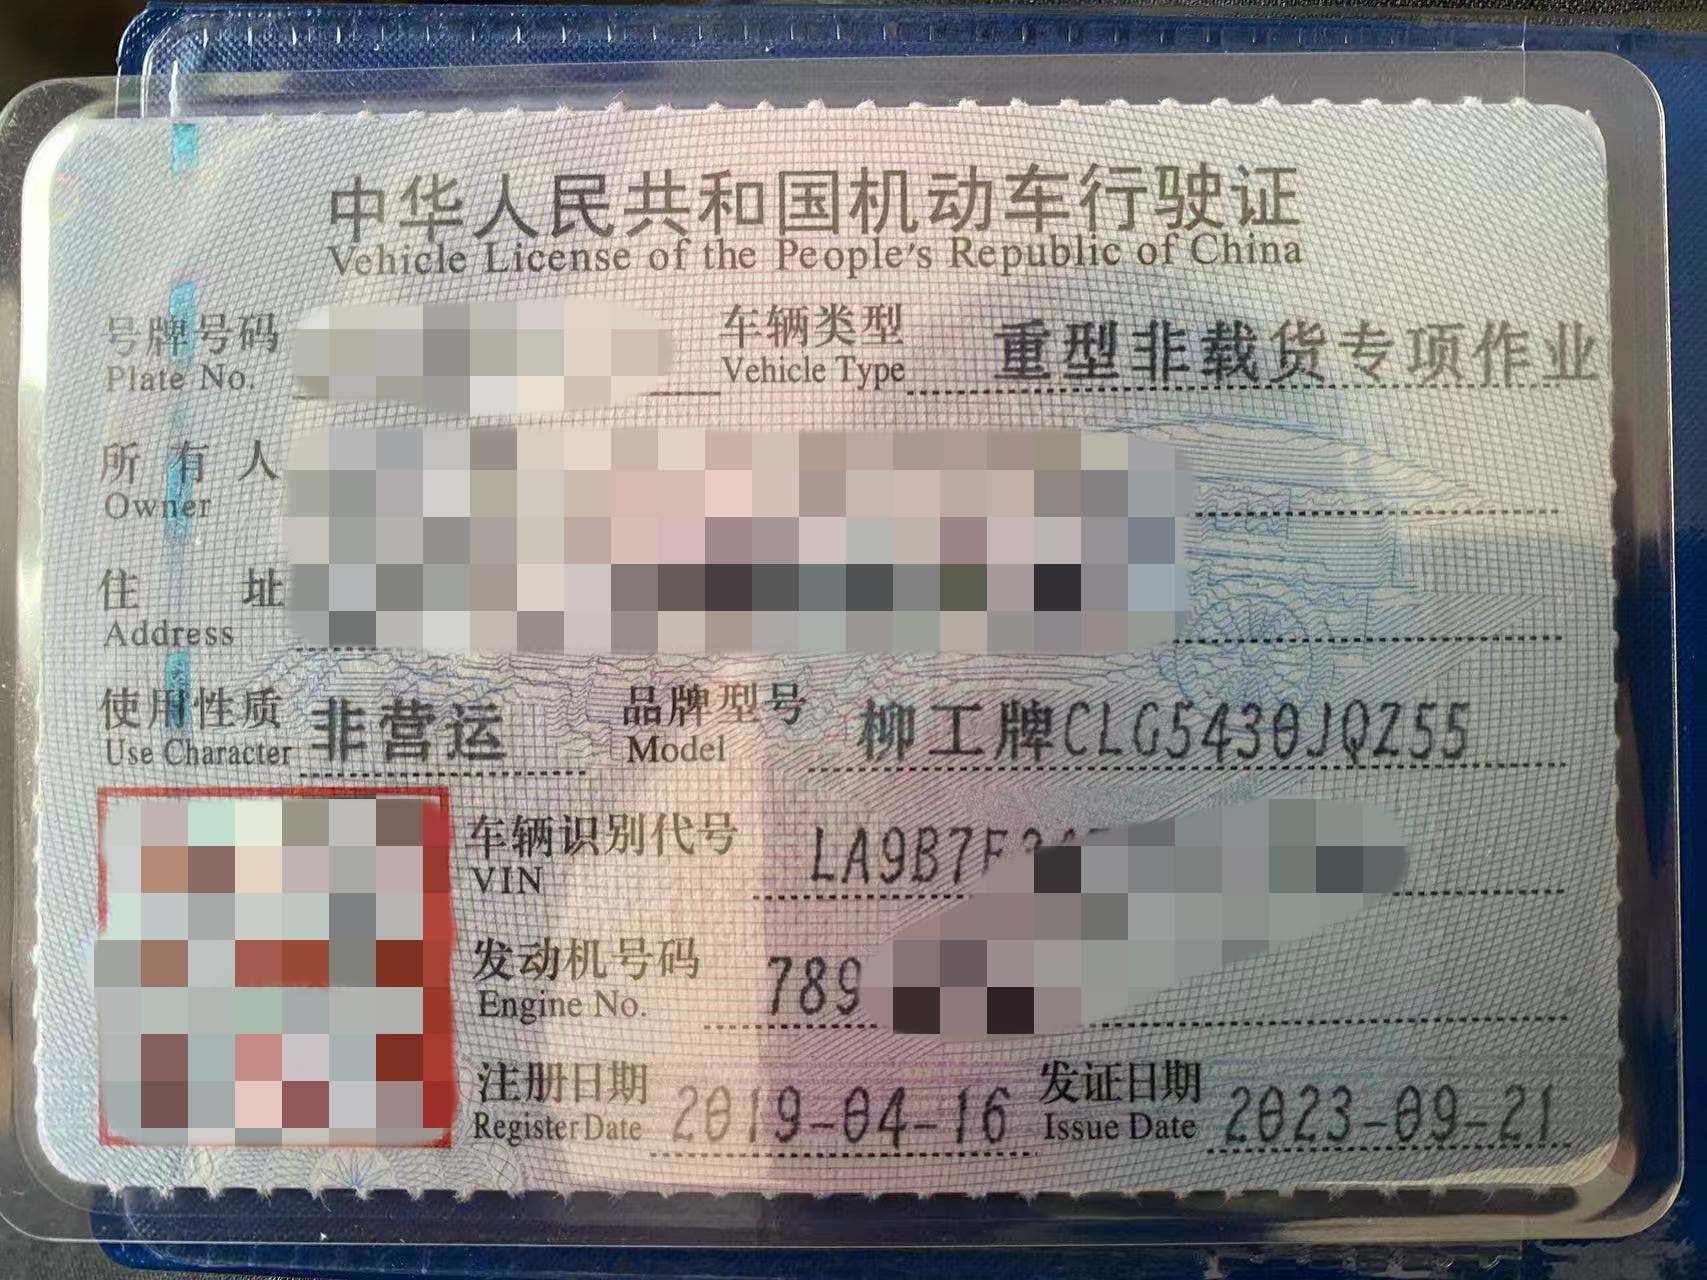 中华人民共和国机动车行驶证
Vehicle License of the People's Republic of China
号牌号码 车辆类型 重型非载货专项作业
Plate No. Vehicle Type
所有人
Owner
住址
Address
使用性质 非营运 品牌型号 柳工牌CLG5430JQZ55
Use Character Model
车辆识别代号 LA9B7F
VIN
发动机号码 789
Engine No.
注册日期 2019-04-16 发证日期 2023-09-21
Register Date Issue Date